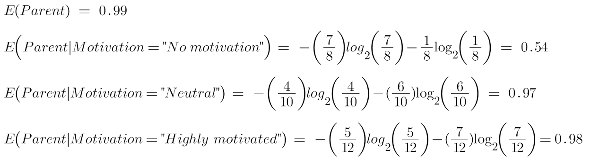 E(Parent) = 0.99
E(Parent|Motivation="No motivation") = −(7/8)log₂(7/8)−1/8log₂(1/8) = 0.54
E(Parent|Motivation="Neutral") = −(4/10)log₂(4/10)−(6/10)log₂(6/10) = 0.97
E(Parent|Motivation="Highly motivated") = −(5/12)log₂(5/12)−(7/12)log₂(7/12)=0.98